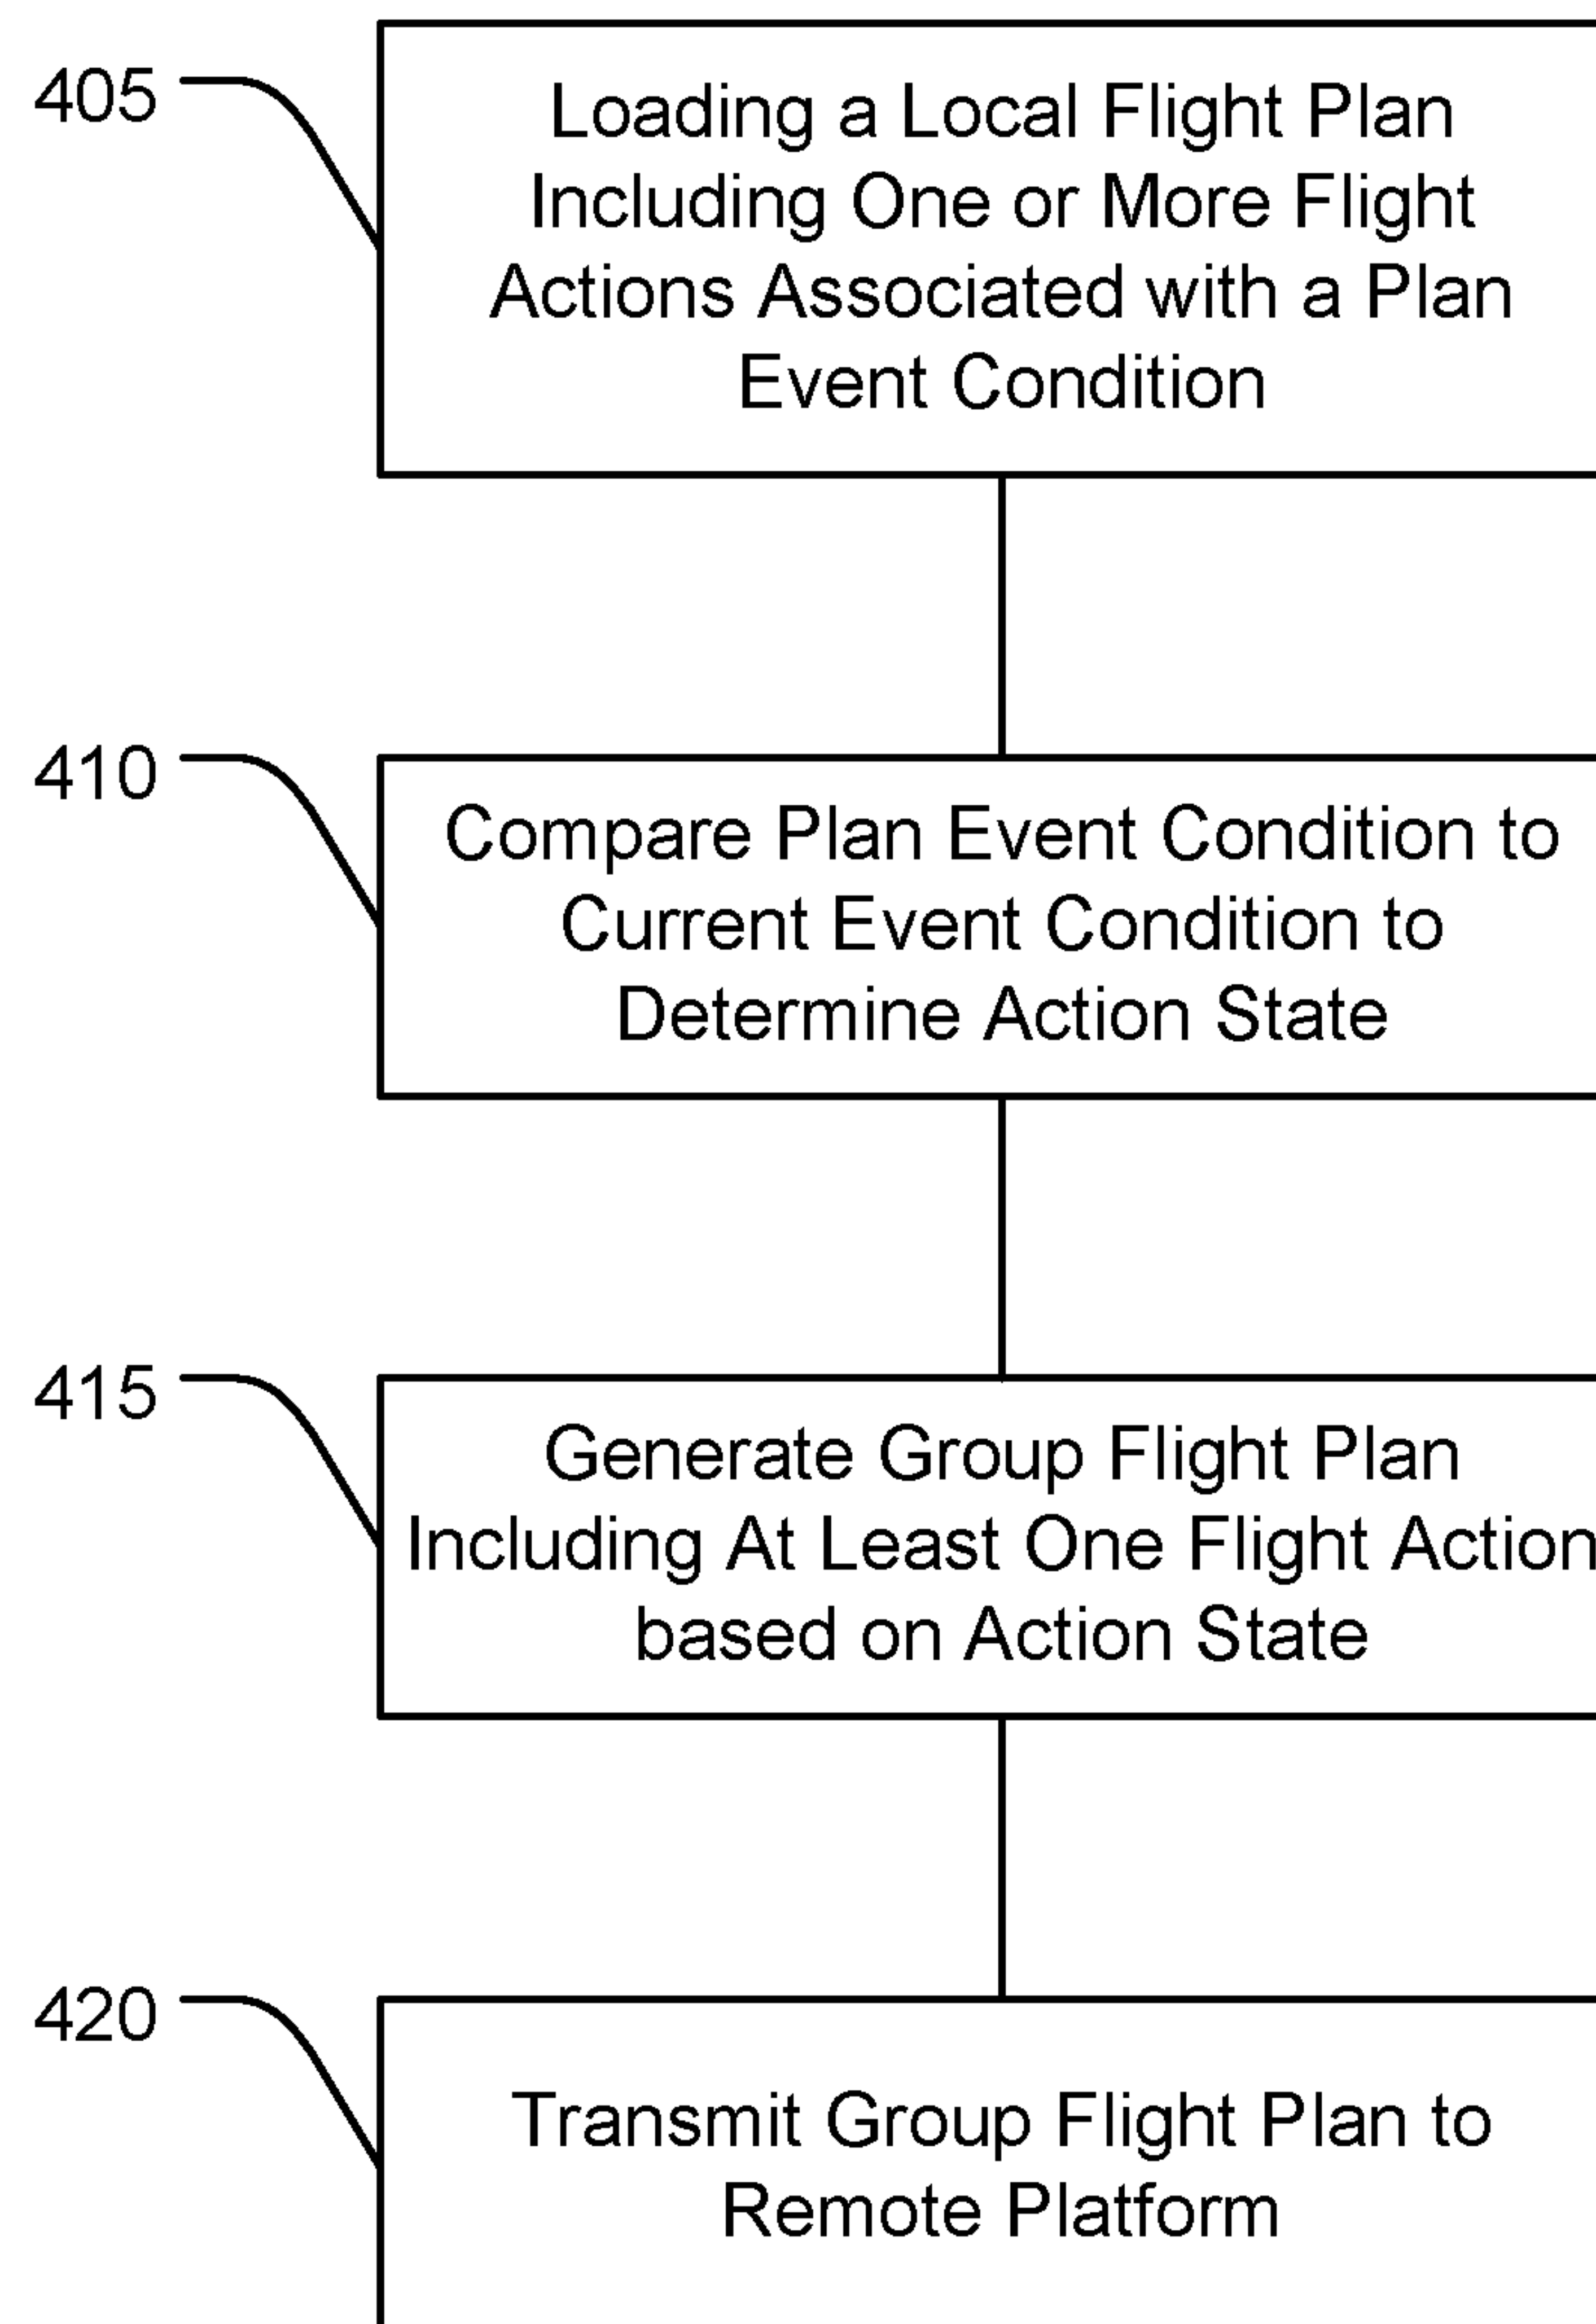 405
Loading a Local Flight Plan
Including One or More Flight
Actions Associated with a Plan
Event Condition
410
Compare Plan Event Condition to
Current Event Condition to
Determine Action State
415
Generate Group Flight Plan
Including At Least One Flight Action
based on Action State
420
Transmit Group Flight Plan to
Remote Platform